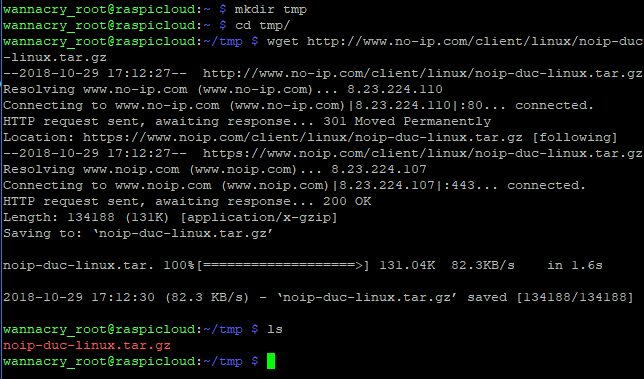 wannacry_root@raspicloud:~ $ mkdir tmp
wannacry_root@raspicloud:~ $ cd tmp/
wannacry_root@raspicloud:~/tmp $ wget http://www.no-ip.com/client/linux/noip-duc
-linux.tar.gz
--2018-10-29 17:12:27--  http://www.no-ip.com/client/linux/noip-duc-linux.tar.gz
Resolving www.no-ip.com (www.no-ip.com)... 8.23.224.110
Connecting to www.no-ip.com (www.no-ip.com)|8.23.224.110|:80... connected.
HTTP request sent, awaiting response... 301 Moved Permanently
Location: https://www.noip.com/client/linux/noip-duc-linux.tar.gz [following]
--2018-10-29 17:12:27--  https://www.noip.com/client/linux/noip-duc-linux.tar.gz
Resolving www.noip.com (www.noip.com)... 8.23.224.107
Connecting to www.noip.com (www.noip.com)|8.23.224.107|:443... connected.
HTTP request sent, awaiting response... 200 OK
Length: 134188 (131K) [application/x-gzip]
Saving to: ‘noip-duc-linux.tar.gz’
noip-duc-linux.tar. 100%[===================>] 131.04K  82.3KB/s    in 1.6s
2018-10-29 17:12:30 (82.3 KB/s) - ‘noip-duc-linux.tar.gz’ saved [134188/134188]
wannacry_root@raspicloud:~/tmp $ ls
noip-duc-linux.tar.gz
wannacry_root@raspicloud:~/tmp $